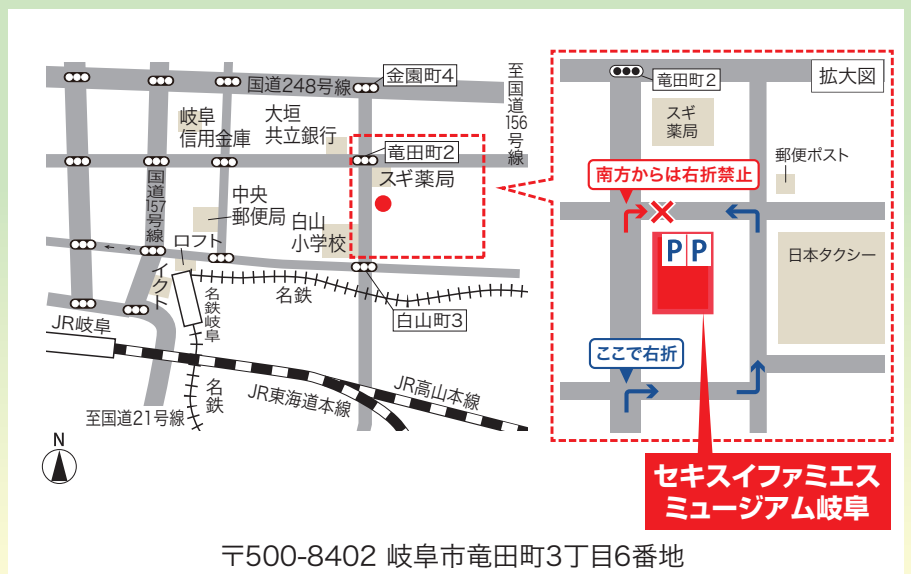 国道248号線
金園町4
至国道156号線
岐阜
信用金庫
大垣
共立銀行
竜田町2
スギ薬局
国道157号線
中央
郵便局
白山
小学校
ロフト
イクト
名鉄岐阜
名鉄
白山町3
JR岐阜
名鉄
JR東海道本線
JR高山本線
至国道21号線
N
竜田町2
拡大図
スギ
薬局
郵便ポスト
南方からは右折禁止
P P
日本タクシー
ここで右折
セキスイファミエス
ミュージアム岐阜
〒500-8402 岐阜市竜田町3丁目6番地